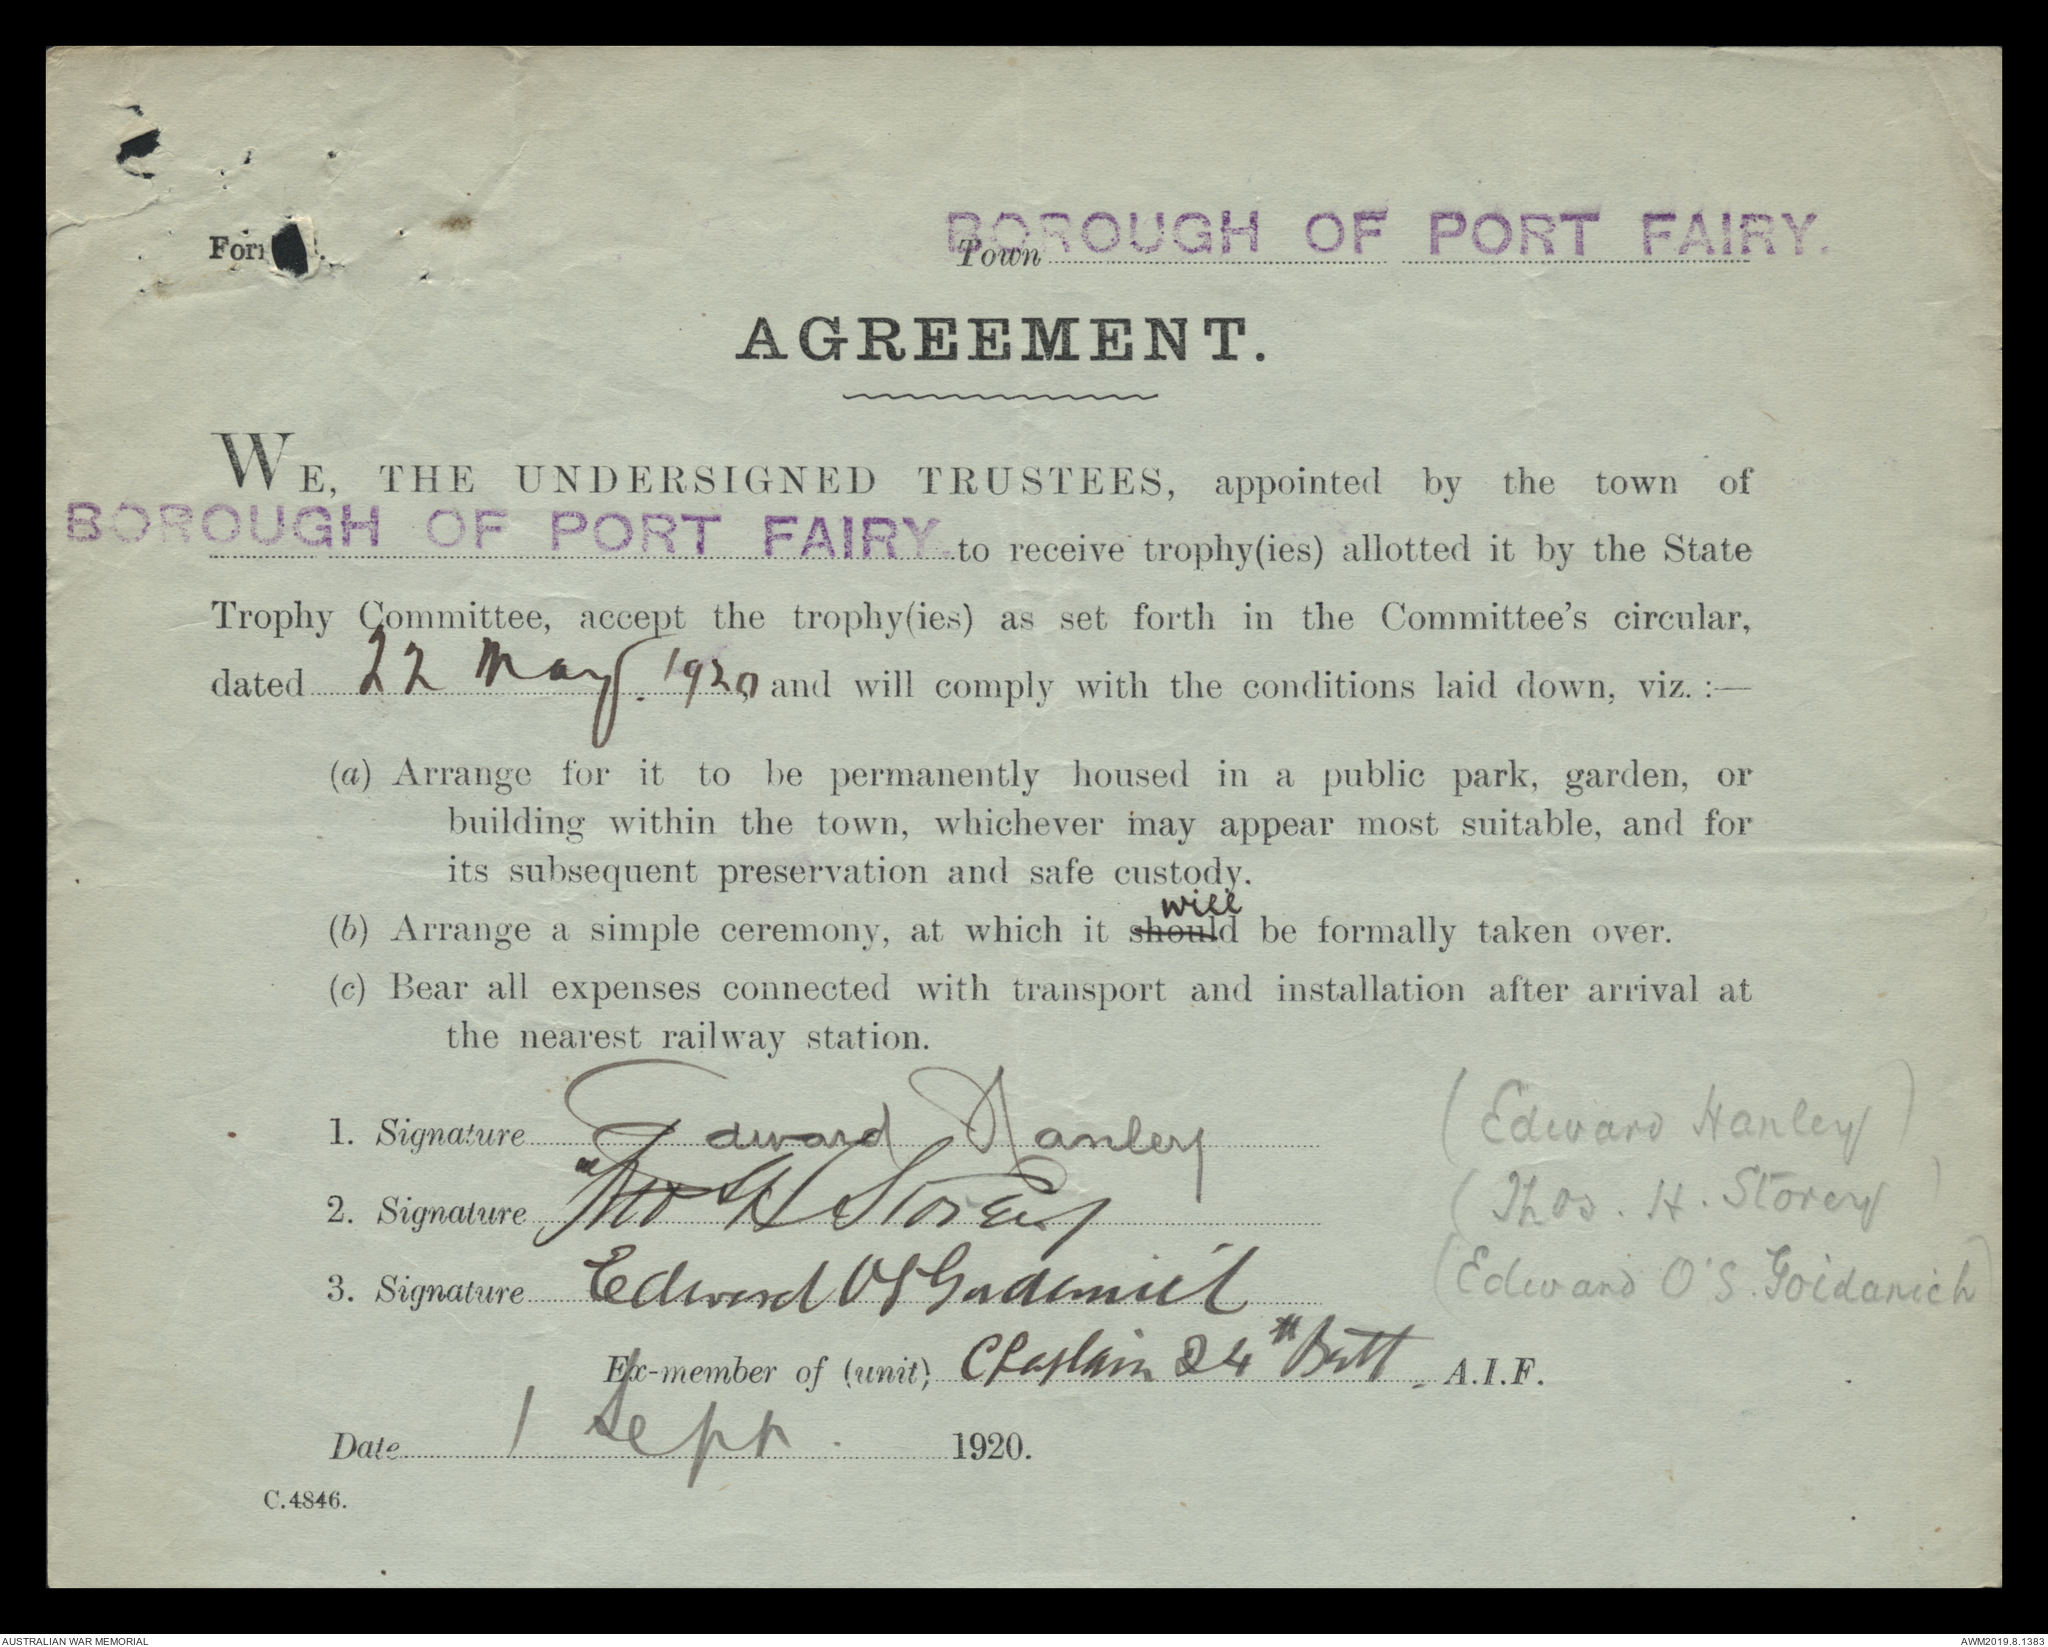 BOROUGH OF PORT FAIRY.
Town
AGREEMENT.
WE, THE UNDERSIGNED TRUSTEES, appointed by the town of
BOROUGH OF PORT FAIRY. to receive trophy(ies) allotted it by the State
Trophy Committee, accept the trophy(ies) as set forth in the Committee's circular,
dated 22 May. 1920, and will comply with the conditions laid down, viz. :—
(a) Arrange for it to be permanently housed in a public park, garden, or
building within the town, whichever may appear most suitable, and for
its subsequent preservation and safe custody.
will
(b) Arrange a simple ceremony, at which it should be formally taken over.
(c) Bear all expenses connected with transport and installation after arrival at
the nearest railway station.
1. Signature Edward Hanley (Edward Hanley)
2. Signature Thos H Storey (Thos. H. Storey)
3. Signature Edward O'S Goidanich (Edward O'S. Goidanich)
Ex-member of (unit) Chaplain 24th Batt. A.I.F.
Date 1 Sept. 1920.
C.4846.
AUSTRALIAN WAR MEMORIAL
AWM2019.8.1383